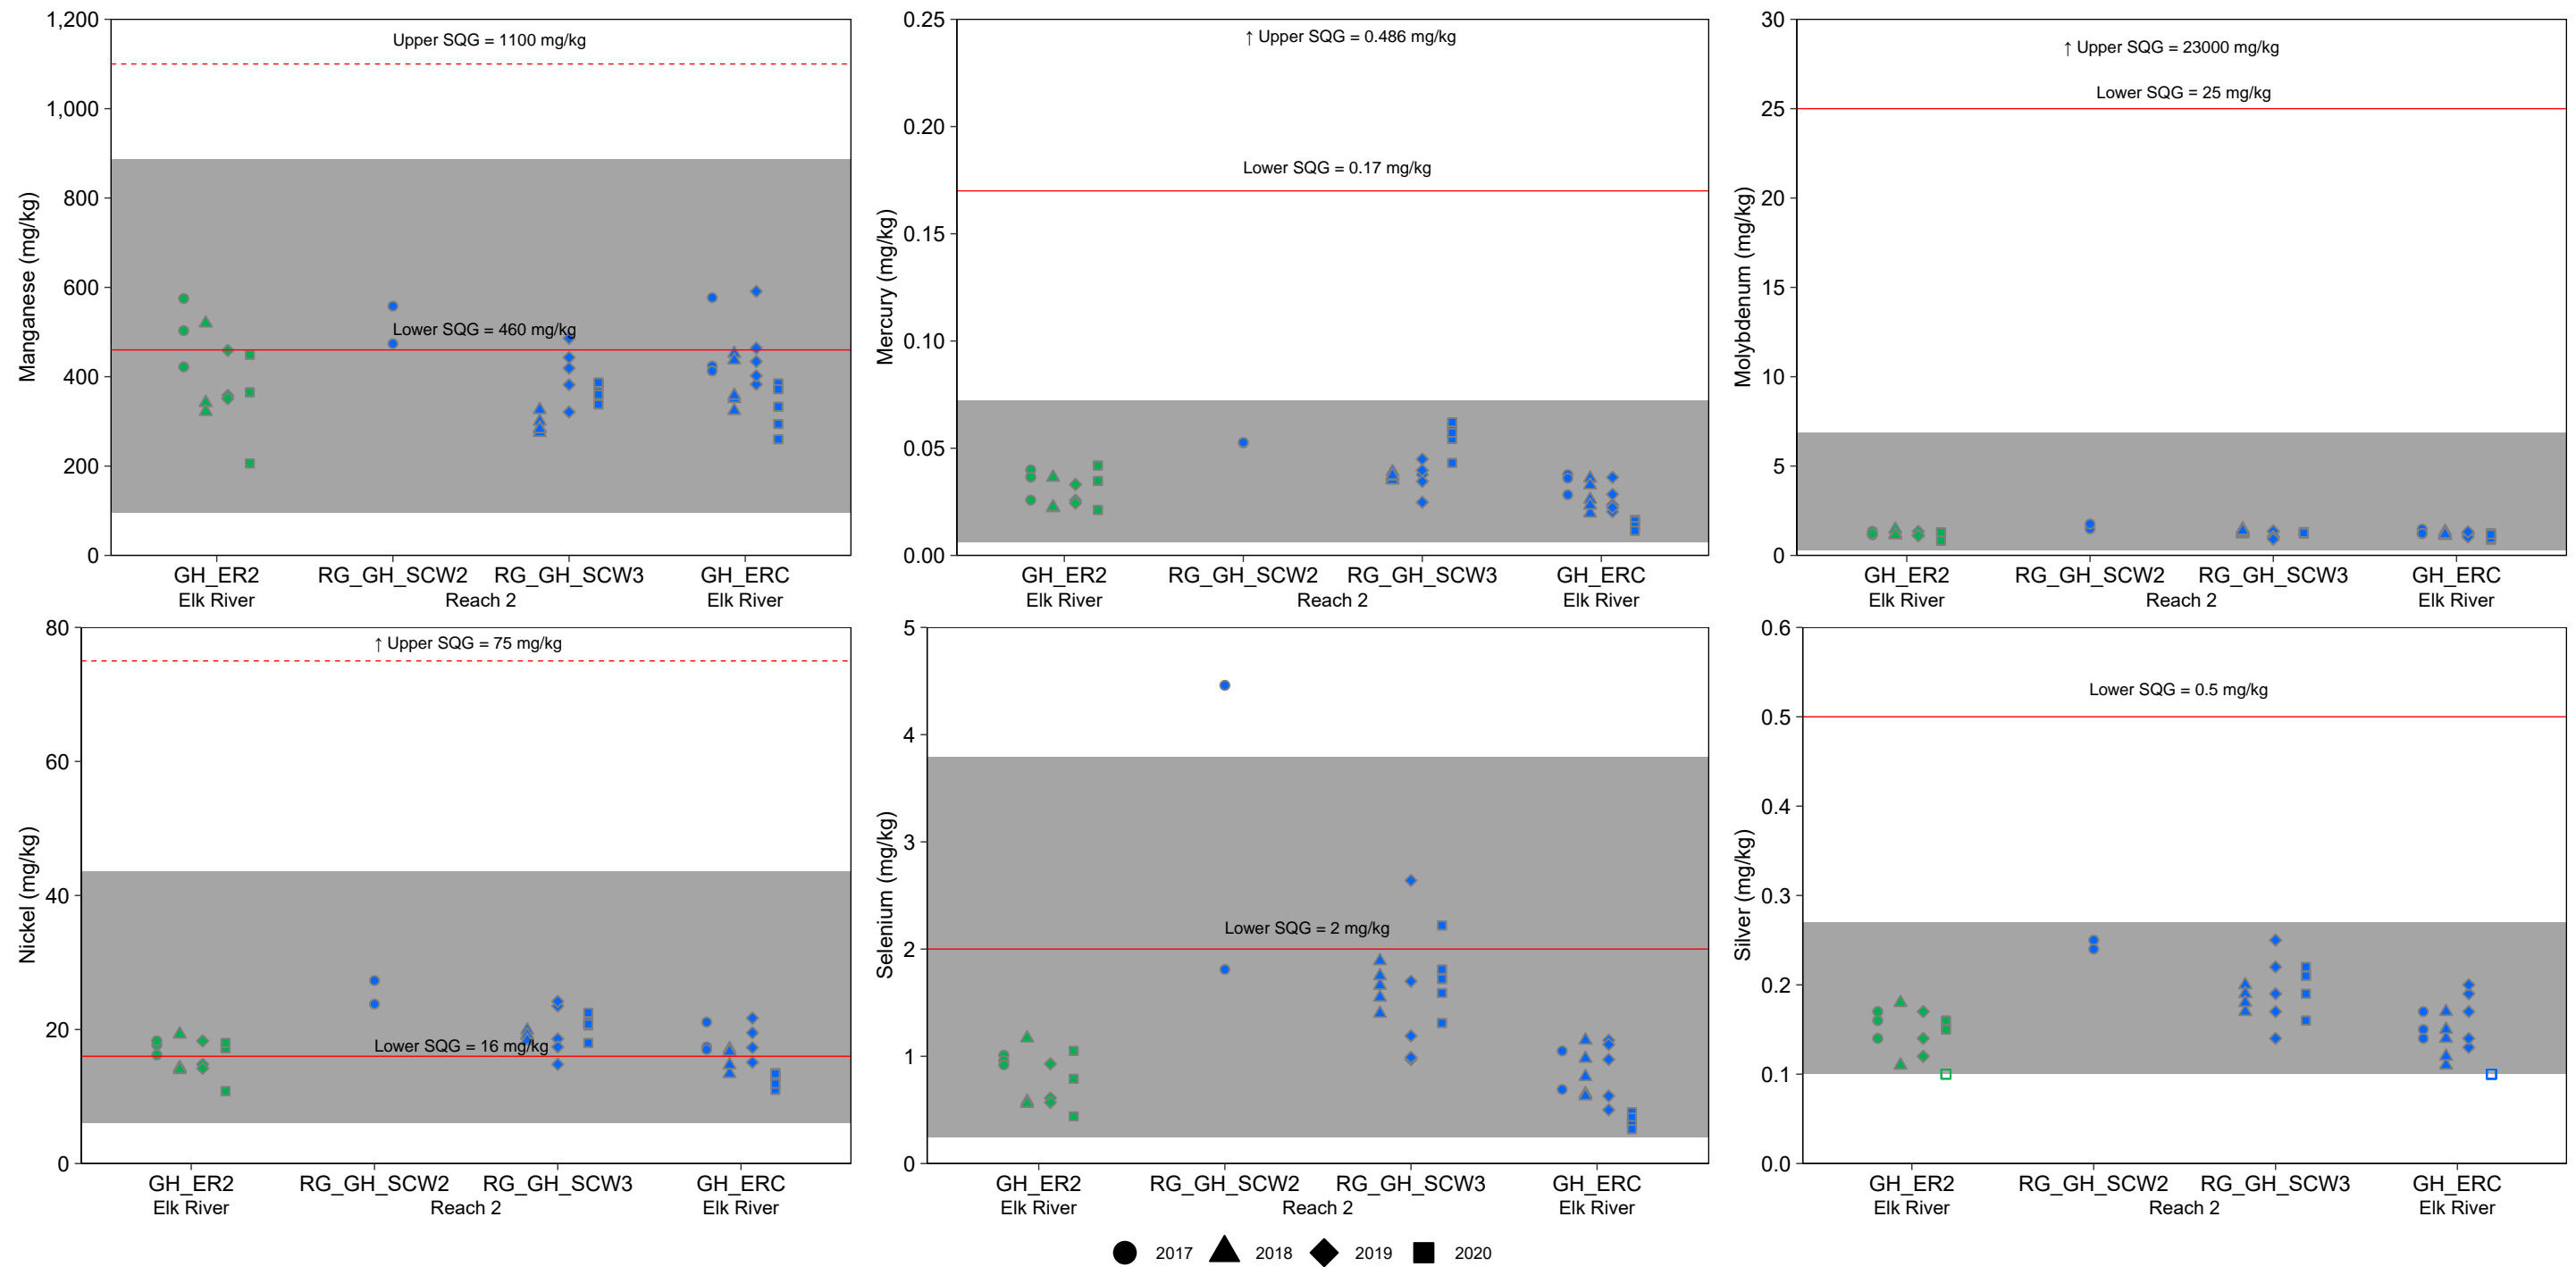 1,200
1,000
800
600
400
200
0
Manganese (mg/kg)
Upper SQG = 1100 mg/kg
Lower SQG = 460 mg/kg
GH_ER2 RG_GH_SCW2 RG_GH_SCW3 GH_ERC
Elk River Reach 2 Elk River
0.25
0.20
0.15
0.10
0.05
0.00
Mercury (mg/kg)
↑ Upper SQG = 0.486 mg/kg
Lower SQG = 0.17 mg/kg
GH_ER2 RG_GH_SCW2 RG_GH_SCW3 GH_ERC
Elk River Reach 2 Elk River
30
25
20
15
10
5
0
Molybdenum (mg/kg)
↑ Upper SQG = 23000 mg/kg
Lower SQG = 25 mg/kg
GH_ER2 RG_GH_SCW2 RG_GH_SCW3 GH_ERC
Elk River Reach 2 Elk River
80
60
40
20
0
Nickel (mg/kg)
↑ Upper SQG = 75 mg/kg
Lower SQG = 16 mg/kg
GH_ER2 RG_GH_SCW2 RG_GH_SCW3 GH_ERC
Elk River Reach 2 Elk River
5
4
3
2
1
0
Selenium (mg/kg)
Lower SQG = 2 mg/kg
GH_ER2 RG_GH_SCW2 RG_GH_SCW3 GH_ERC
Elk River Reach 2 Elk River
0.6
0.5
0.4
0.3
0.2
0.1
0.0
Silver (mg/kg)
Lower SQG = 0.5 mg/kg
GH_ER2 RG_GH_SCW2 RG_GH_SCW3 GH_ERC
Elk River Reach 2 Elk River
2017 2018 2019 2020